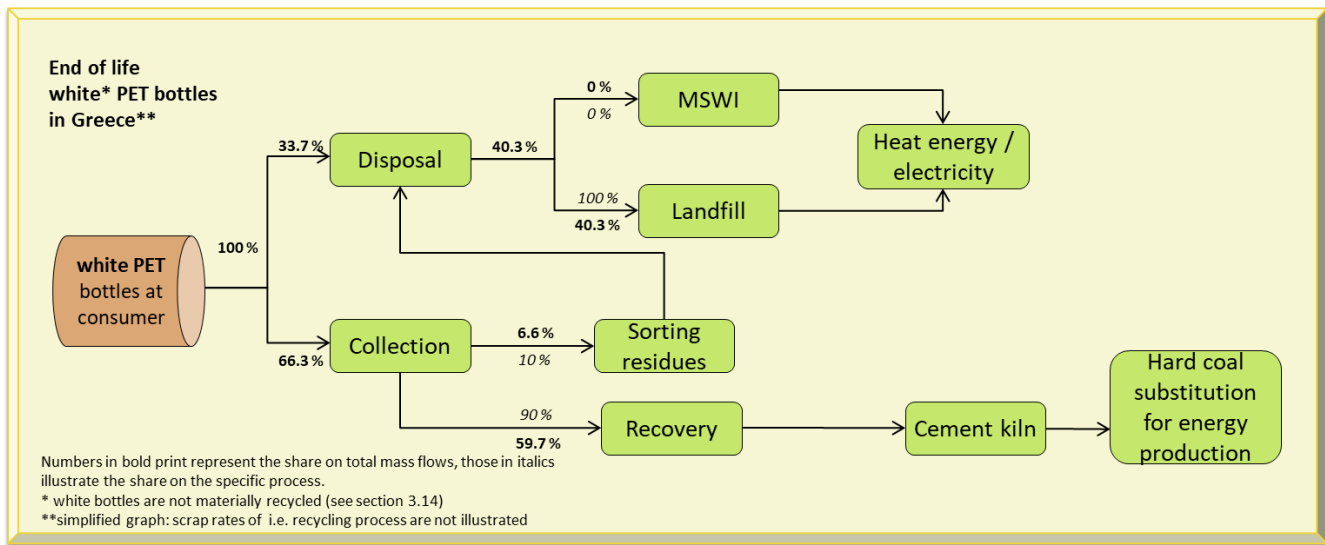 End of life
white* PET bottles
in Greece**
white PET
bottles at
consumer
100 %
33.7 %
Disposal
40.3 %
0 %
0 %
MSWI
100 %
40.3 %
Landfill
Heat energy /
electricity
66.3 %
Collection
6.6 %
10 %
Sorting
residues
90 %
59.7 %
Recovery
Cement kiln
Hard coal
substitution
for energy
production
Numbers in bold print represent the share on total mass flows, those in italics
illustrate the share on the specific process.
* white bottles are not materially recycled (see section 3.14)
**simplified graph: scrap rates of i.e. recycling process are not illustrated